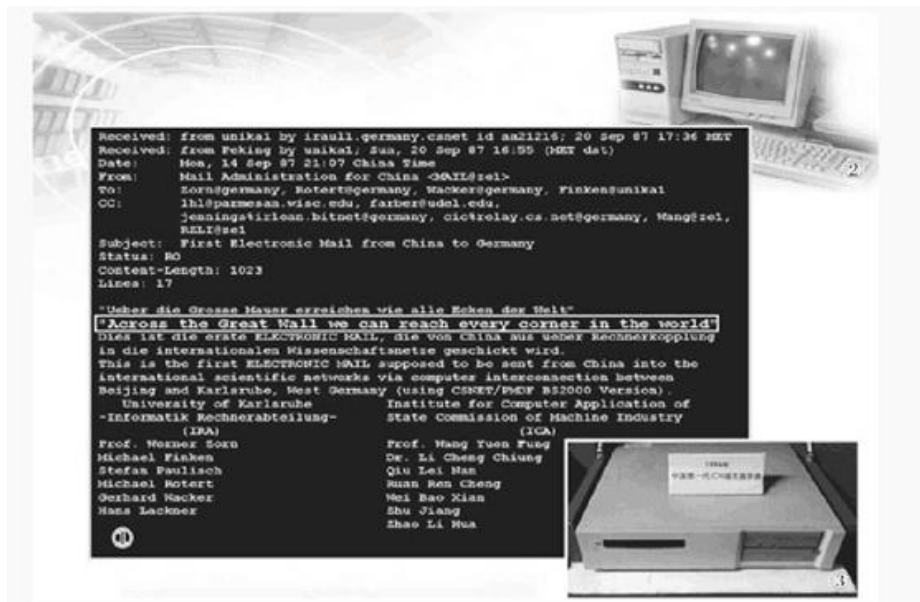 Received: from unika1 by iraul1.germany.csnet id aa21216; 20 Sep 87 17:36 MET
Received: from Peking by unika1; Sun, 20 Sep 87 16:55 (MET dst)
Date: Mon, 14 Sep 87 21:07 China Time
From: Mail Administration for China <MAIL@ze1>
To: Zorn@germany, Rotert@germany, Wacker@germany, Finken@unika1
CC: lhl@parmesan.wisc.edu, farber@udel.edu,
jennings%irlean.bitnet@germany, cic%relay.cs.net@germany, Wang@ze1,
RZLI@ze1
Subject: First Electronic Mail from China to Germany
Status: RO
Content-Length: 1023
Lines: 17
"Ueber die Grosse Mauer erreichen wie alle Ecken der Welt"
"Across the Great Wall we can reach every corner in the world"
Dies ist die erste ELECTRONIC MAIL, die von China aus ueber Rechnerkopplung
in die internationalen Wissenschaftsnetze geschickt wird.
This is the first ELECTRONIC MAIL supposed to be sent from China into the
international scientific networks via computer interconnection between
Beijing and Karlsruhe, West Germany (using CSNET/PMDF BS2000 Version).
University of Karlsruhe Institute for Computer Application of
-Informatik Rechnerabteilung- State Commission of Machine Industry
(IRA) (ICA)
Prof. Werner Zorn Prof. Wang Yuen Fung
Michael Finken Dr. Li Cheng Chiung
Stefan Paulisch Qiu Lei Nan
Michael Rotert Ruan Ren Cheng
Gerhard Wacker Wei Bao Xian
Hans Lackner Zhu Jiang
Zhao Li Hua
①
②
③